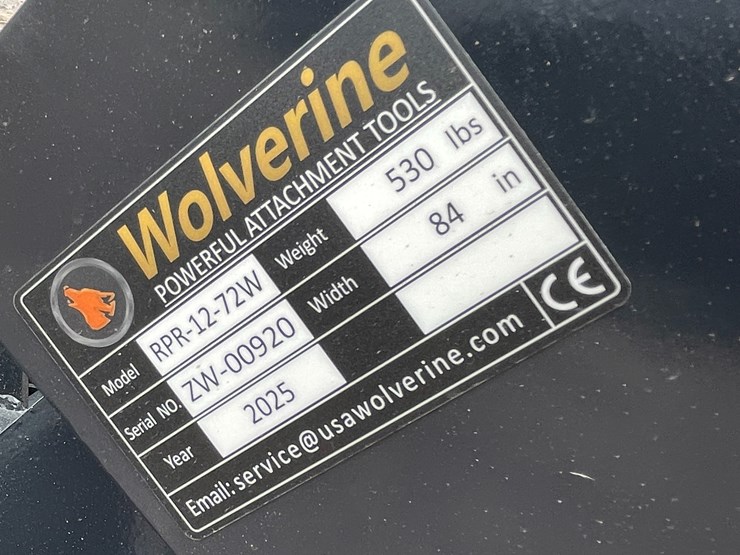 Wolverine
POWERFUL ATTACHMENT TOOLS
Model RPR-12-72W Weight 530 lbs
Serial NO. ZW-00920 Width 84 in
Year 2025
Email: service@usawolverine.com CE